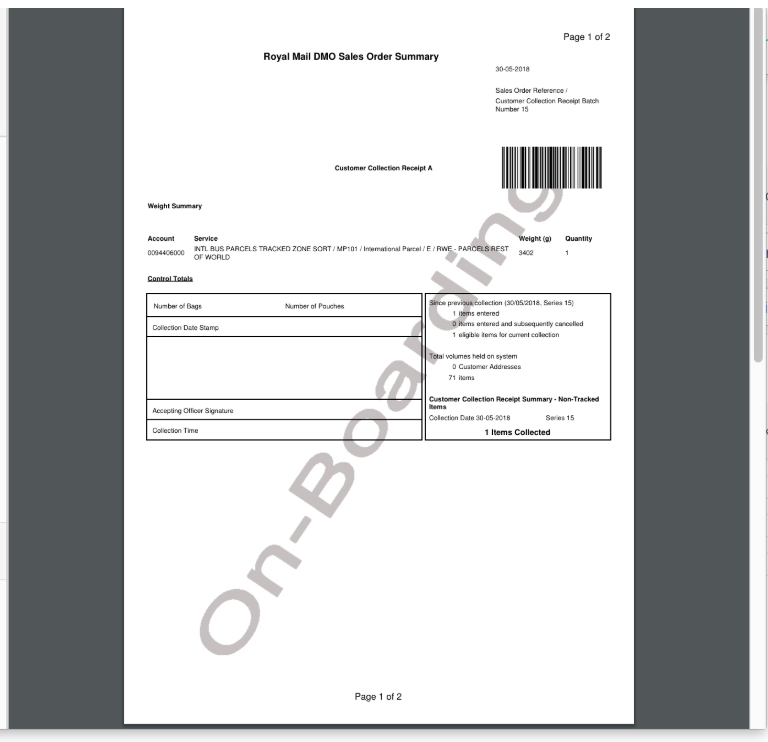 Page 1 of 2
Royal Mail DMO Sales Order Summary
30-05-2018
Sales Order Reference /
Customer Collection Receipt Batch
Number 15
Customer Collection Receipt A
Weight Summary
Account Service Weight (g) Quantity
0094406000 INTL BUS PARCELS TRACKED ZONE SORT / MP101 / International Parcel / E / RWE - PARCELS REST 3402 1
OF WORLD
Control Totals
Number of Bags Number of Pouches
Collection Date Stamp
Accepting Officer Signature
Collection Time
Since previous collection (30/05/2018, Series 15)
1 items entered
0 items entered and subsequently cancelled
1 eligible items for current collection
Total volumes held on system
0 Customer Addresses
71 items
Customer Collection Receipt Summary - Non-Tracked
Items
Collection Date 30-05-2018 Series 15
1 Items Collected
On-Boarding
Page 1 of 2